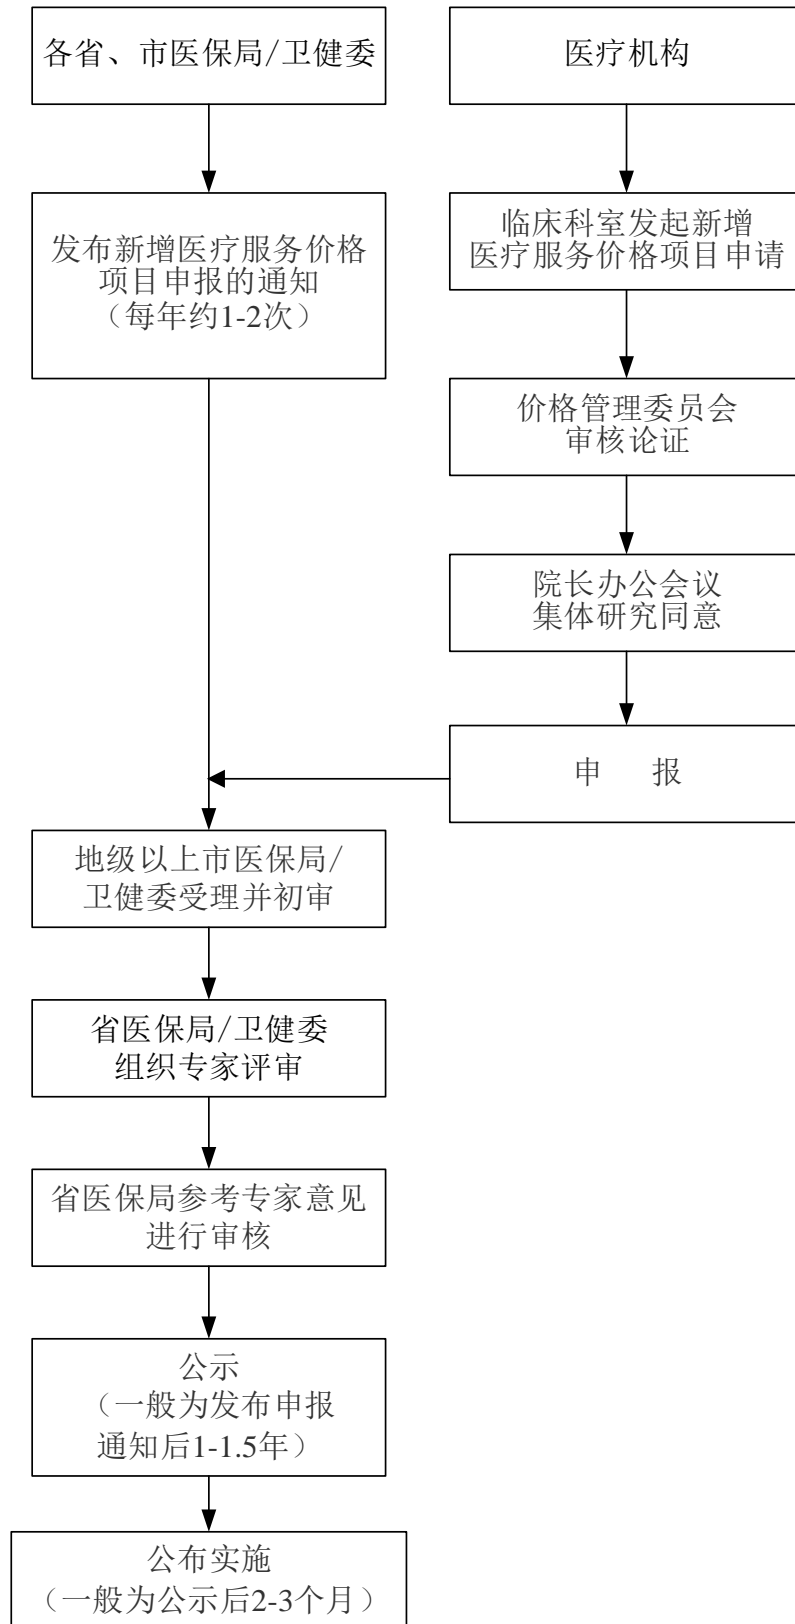 各省、市医保局/卫健委
医疗机构
发布新增医疗服务价格
项目申报的通知
（每年约1-2次）
临床科室发起新增
医疗服务价格项目申请
价格管理委员会
审核论证
院长办公会议
集体研究同意
申 报
地级以上市医保局/
卫健委受理并初审
省医保局/卫健委
组织专家评审
省医保局参考专家意见
进行审核
公示
（一般为发布申报
通知后1-1.5年）
公布实施
（一般为公示后2-3个月）